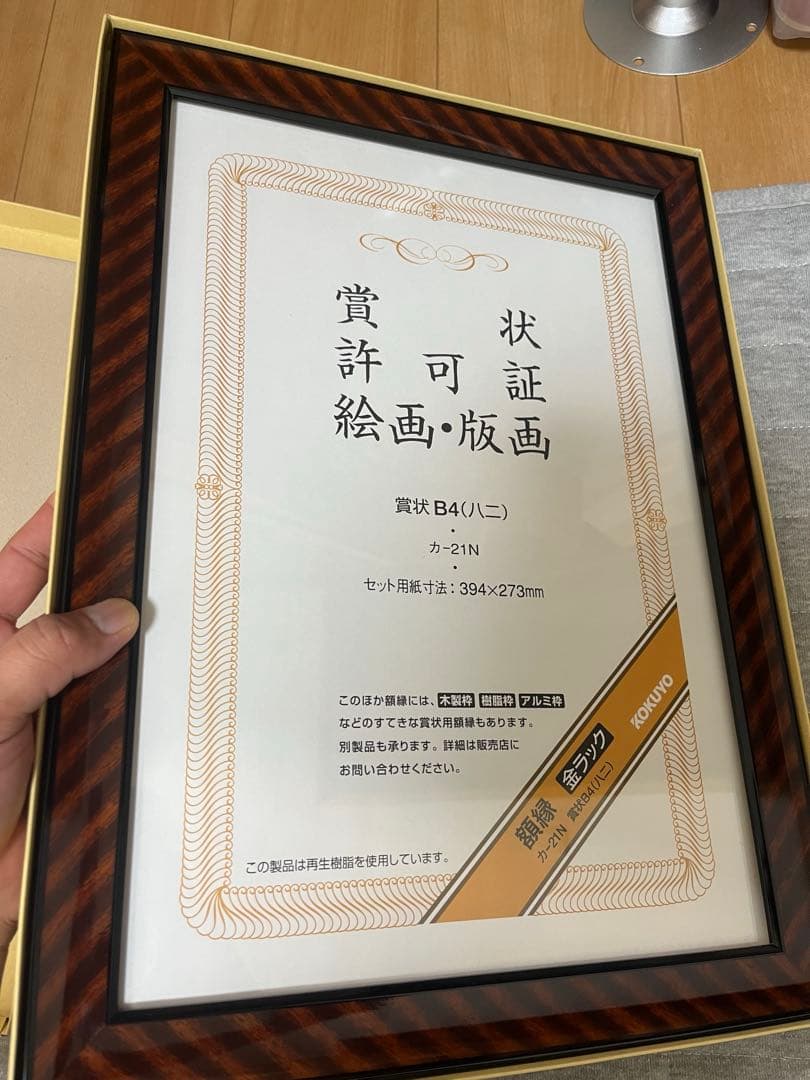 賞状
許可証
絵画・版画
賞状 B4(八二)
・
カ-21N
・
セット用紙寸法：394×273mm
このほか額縁には、木製枠 樹脂枠 アルミ枠
などのすてきな賞状用額縁もあります。
別製品も承ります。詳細は販売店に
お問い合わせください。
KOKUYO
額縁 金ラック
カ-21N 賞状B4(八二)
この製品は再生樹脂を使用しています。